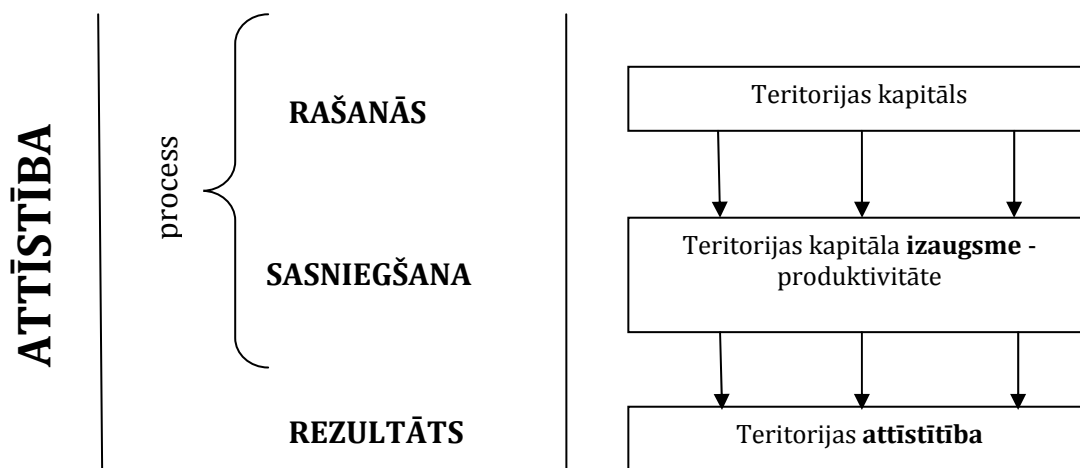 ATTĪSTĪBA
process
RAŠANĀS
SASNIEGŠANA
REZULTĀTS
Teritorijas kapitāls
Teritorijas kapitāla izaugsme -
produktivitāte
Teritorijas attīstītība